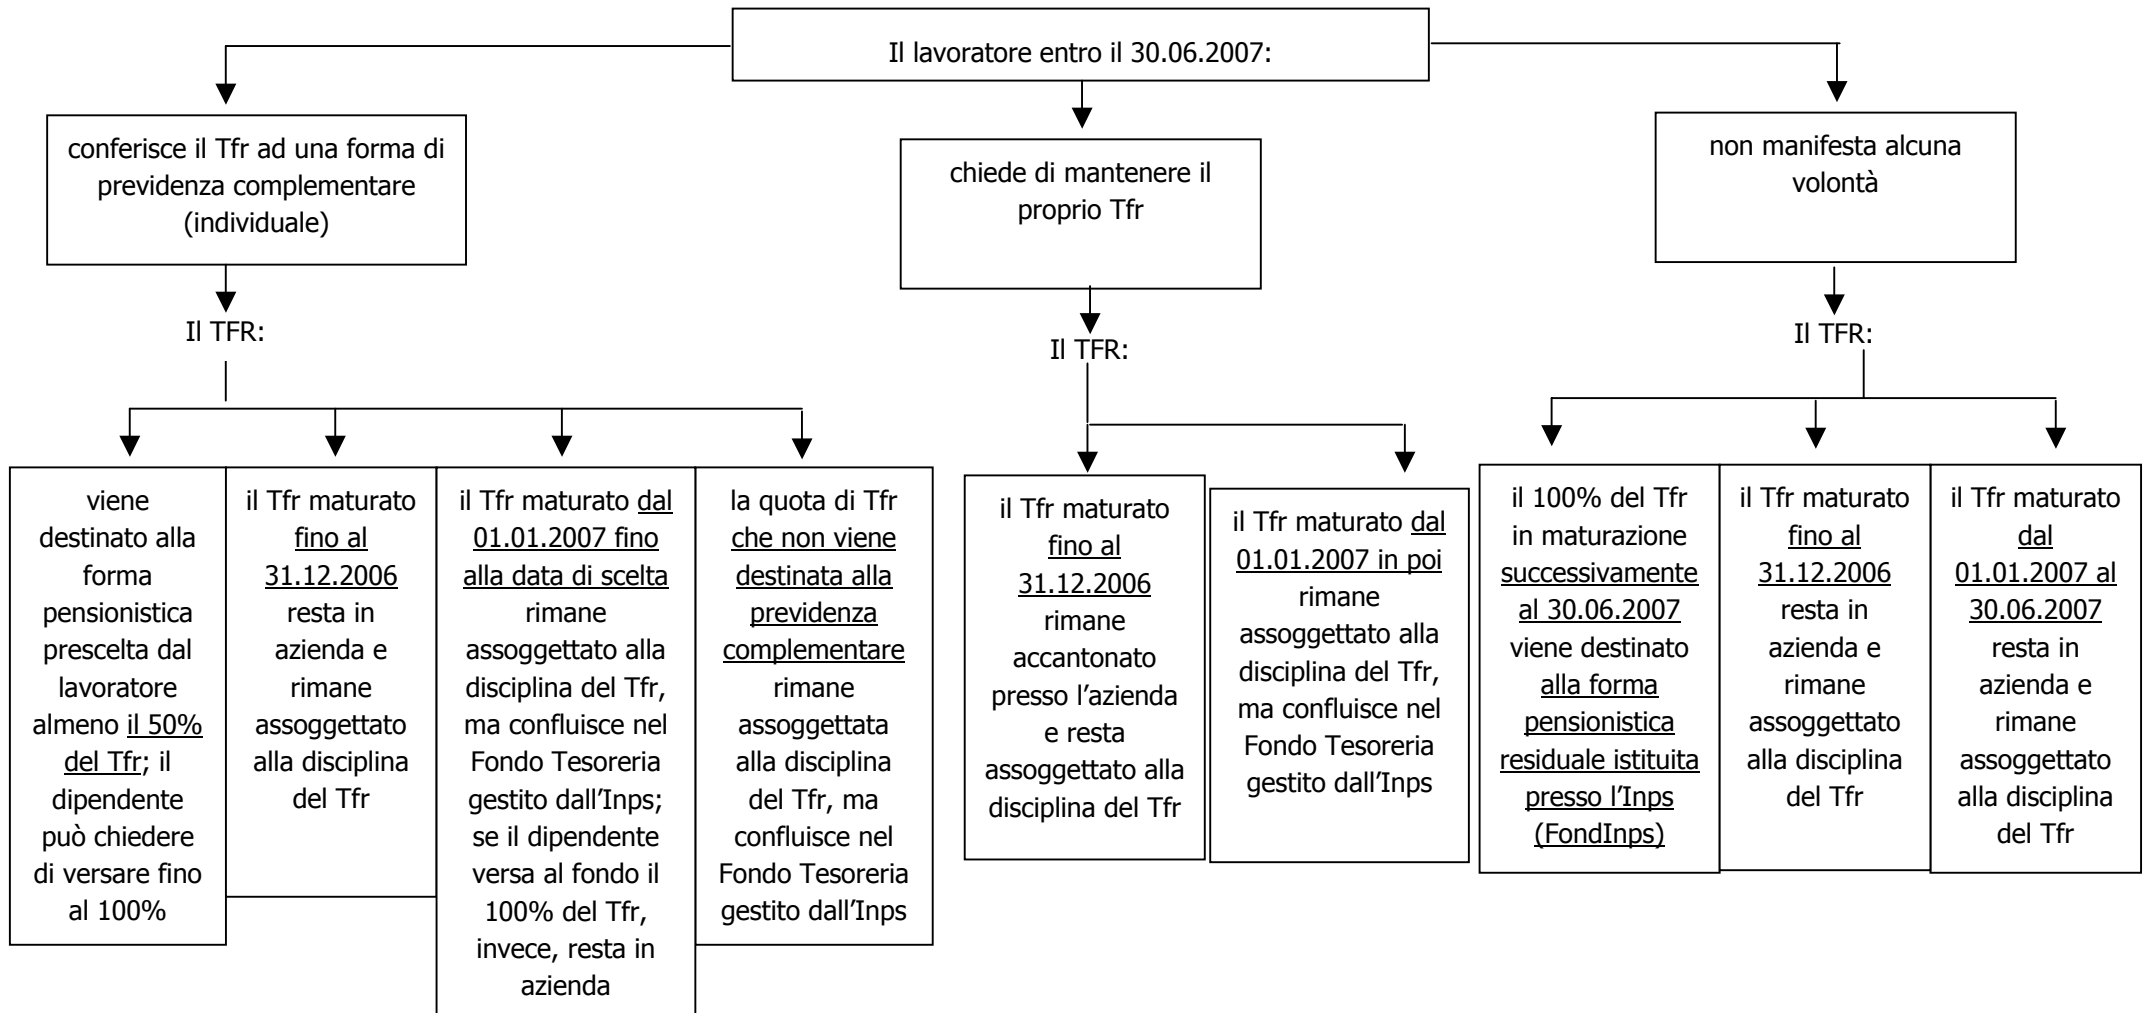 Il lavoratore entro il 30.06.2007:
conferisce il Tfr ad una forma di
previdenza complementare
(individuale)
chiede di mantenere il
proprio Tfr
non manifesta alcuna
volontà
Il TFR:
Il TFR:
Il TFR:
viene
destinato alla
forma
pensionistica
prescelta dal
lavoratore
almeno il 50%
del Tfr; il
dipendente
può chiedere
di versare fino
al 100%
il Tfr maturato
fino al
31.12.2006
resta in
azienda e
rimane
assoggettato
alla disciplina
del Tfr
il Tfr maturato dal
01.01.2007 fino
alla data di scelta
rimane
assoggettato alla
disciplina del Tfr,
ma confluisce nel
Fondo Tesoreria
gestito dall'Inps;
se il dipendente
versa al fondo il
100% del Tfr,
invece, resta in
azienda
la quota di Tfr
che non viene
destinata alla
previdenza
complementare
rimane
assoggettata
alla disciplina
del Tfr, ma
confluisce nel
Fondo Tesoreria
gestito dall'Inps
il Tfr maturato
fino al
31.12.2006
rimane
accantonato
presso l'azienda
e resta
assoggettato alla
disciplina del Tfr
il Tfr maturato dal
01.01.2007 in poi
rimane
assoggettato alla
disciplina del Tfr,
ma confluisce nel
Fondo Tesoreria
gestito dall'Inps
il 100% del Tfr
in maturazione
successivamente
al 30.06.2007
viene destinato
alla forma
pensionistica
residuale istituita
presso l'Inps
(FondInps)
il Tfr maturato
fino al
31.12.2006
resta in
azienda e
rimane
assoggettato
alla disciplina
del Tfr
il Tfr maturato
dal
01.01.2007 al
30.06.2007
resta in
azienda e
rimane
assoggettato
alla disciplina
del Tfr